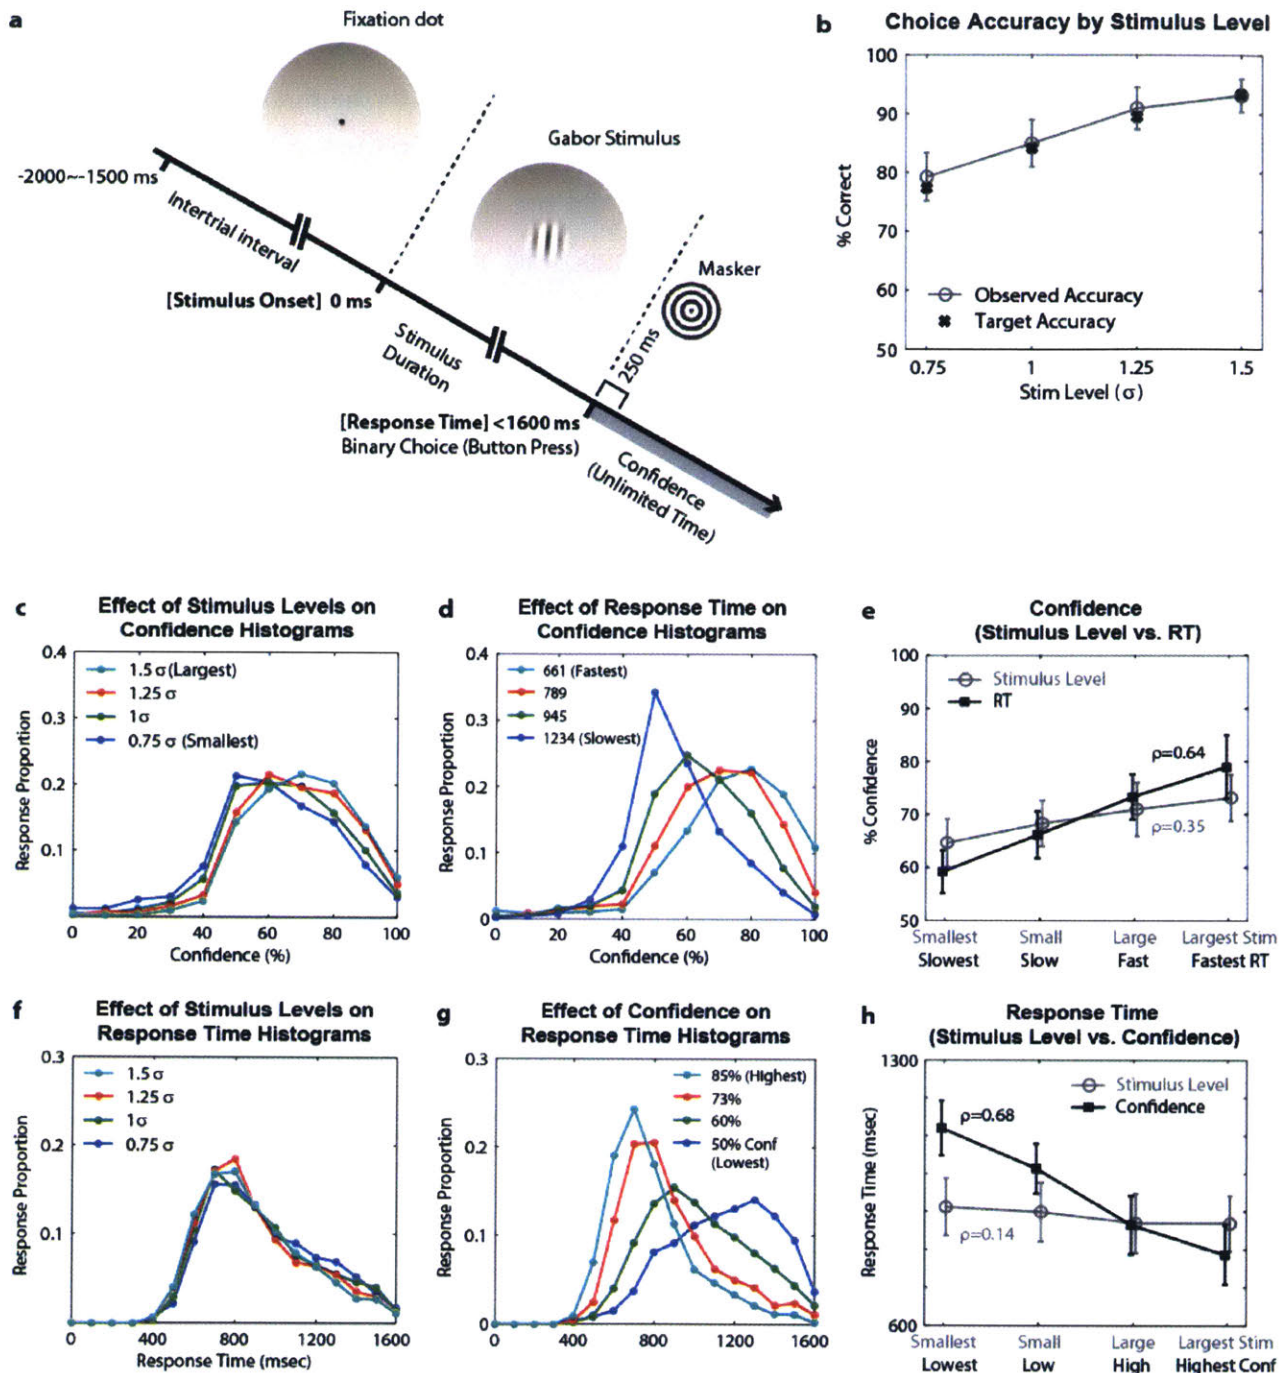 a
Fixation dot
Gabor Stimulus
Masker
-2000~-1500 ms
Intertrial interval
[Stimulus Onset] 0 ms
Stimulus
Duration
250 ms
[Response Time] <1600 ms
Binary Choice (Button Press)
Confidence
(Unlimited Time)
b
Choice Accuracy by Stimulus Level
% Correct
100
90
80
70
60
50
Observed Accuracy
Target Accuracy
0.75 1 1.25 1.5
Stim Level (σ)
c
Effect of Stimulus Levels on
Confidence Histograms
Response Proportion
0.4
0.3
0.2
0.1
1.5 σ (Largest)
1.25 σ
1σ
0.75 σ (Smallest)
0 20 40 60 80 100
Confidence (%)
d
Effect of Response Time on
Confidence Histograms
Response Proportion
0.4
0.3
0.2
0.1
0
661 (Fastest)
789
945
1234 (Slowest)
0 20 40 60 80 100
Confidence (%)
e
Confidence
(Stimulus Level vs. RT)
% Confidence
100
90
80
70
60
50
Stimulus Level
RT
ρ=0.64
ρ=0.35
Smallest Small Large Largest Stim
Slowest Slow Fast Fastest RT
f
Effect of Stimulus Levels on
Response Time Histograms
Response Proportion
0.3
0.2
0.1
1.5 σ
1.25 σ
1σ
0.75 σ
0 400 800 1200 1600
Response Time (msec)
g
Effect of Confidence on
Response Time Histograms
Response Proportion
0.3
0.2
0.1
0
85% (Highest)
73%
60%
50% Conf
(Lowest)
0 400 800 1200 1600
h
Response Time
(Stimulus Level vs. Confidence)
Response Time (msec)
1300
600
Stimulus Level
Confidence
ρ=0.68
ρ=0.14
Smallest Small Large Largest Stim
Lowest Low High Highest Conf